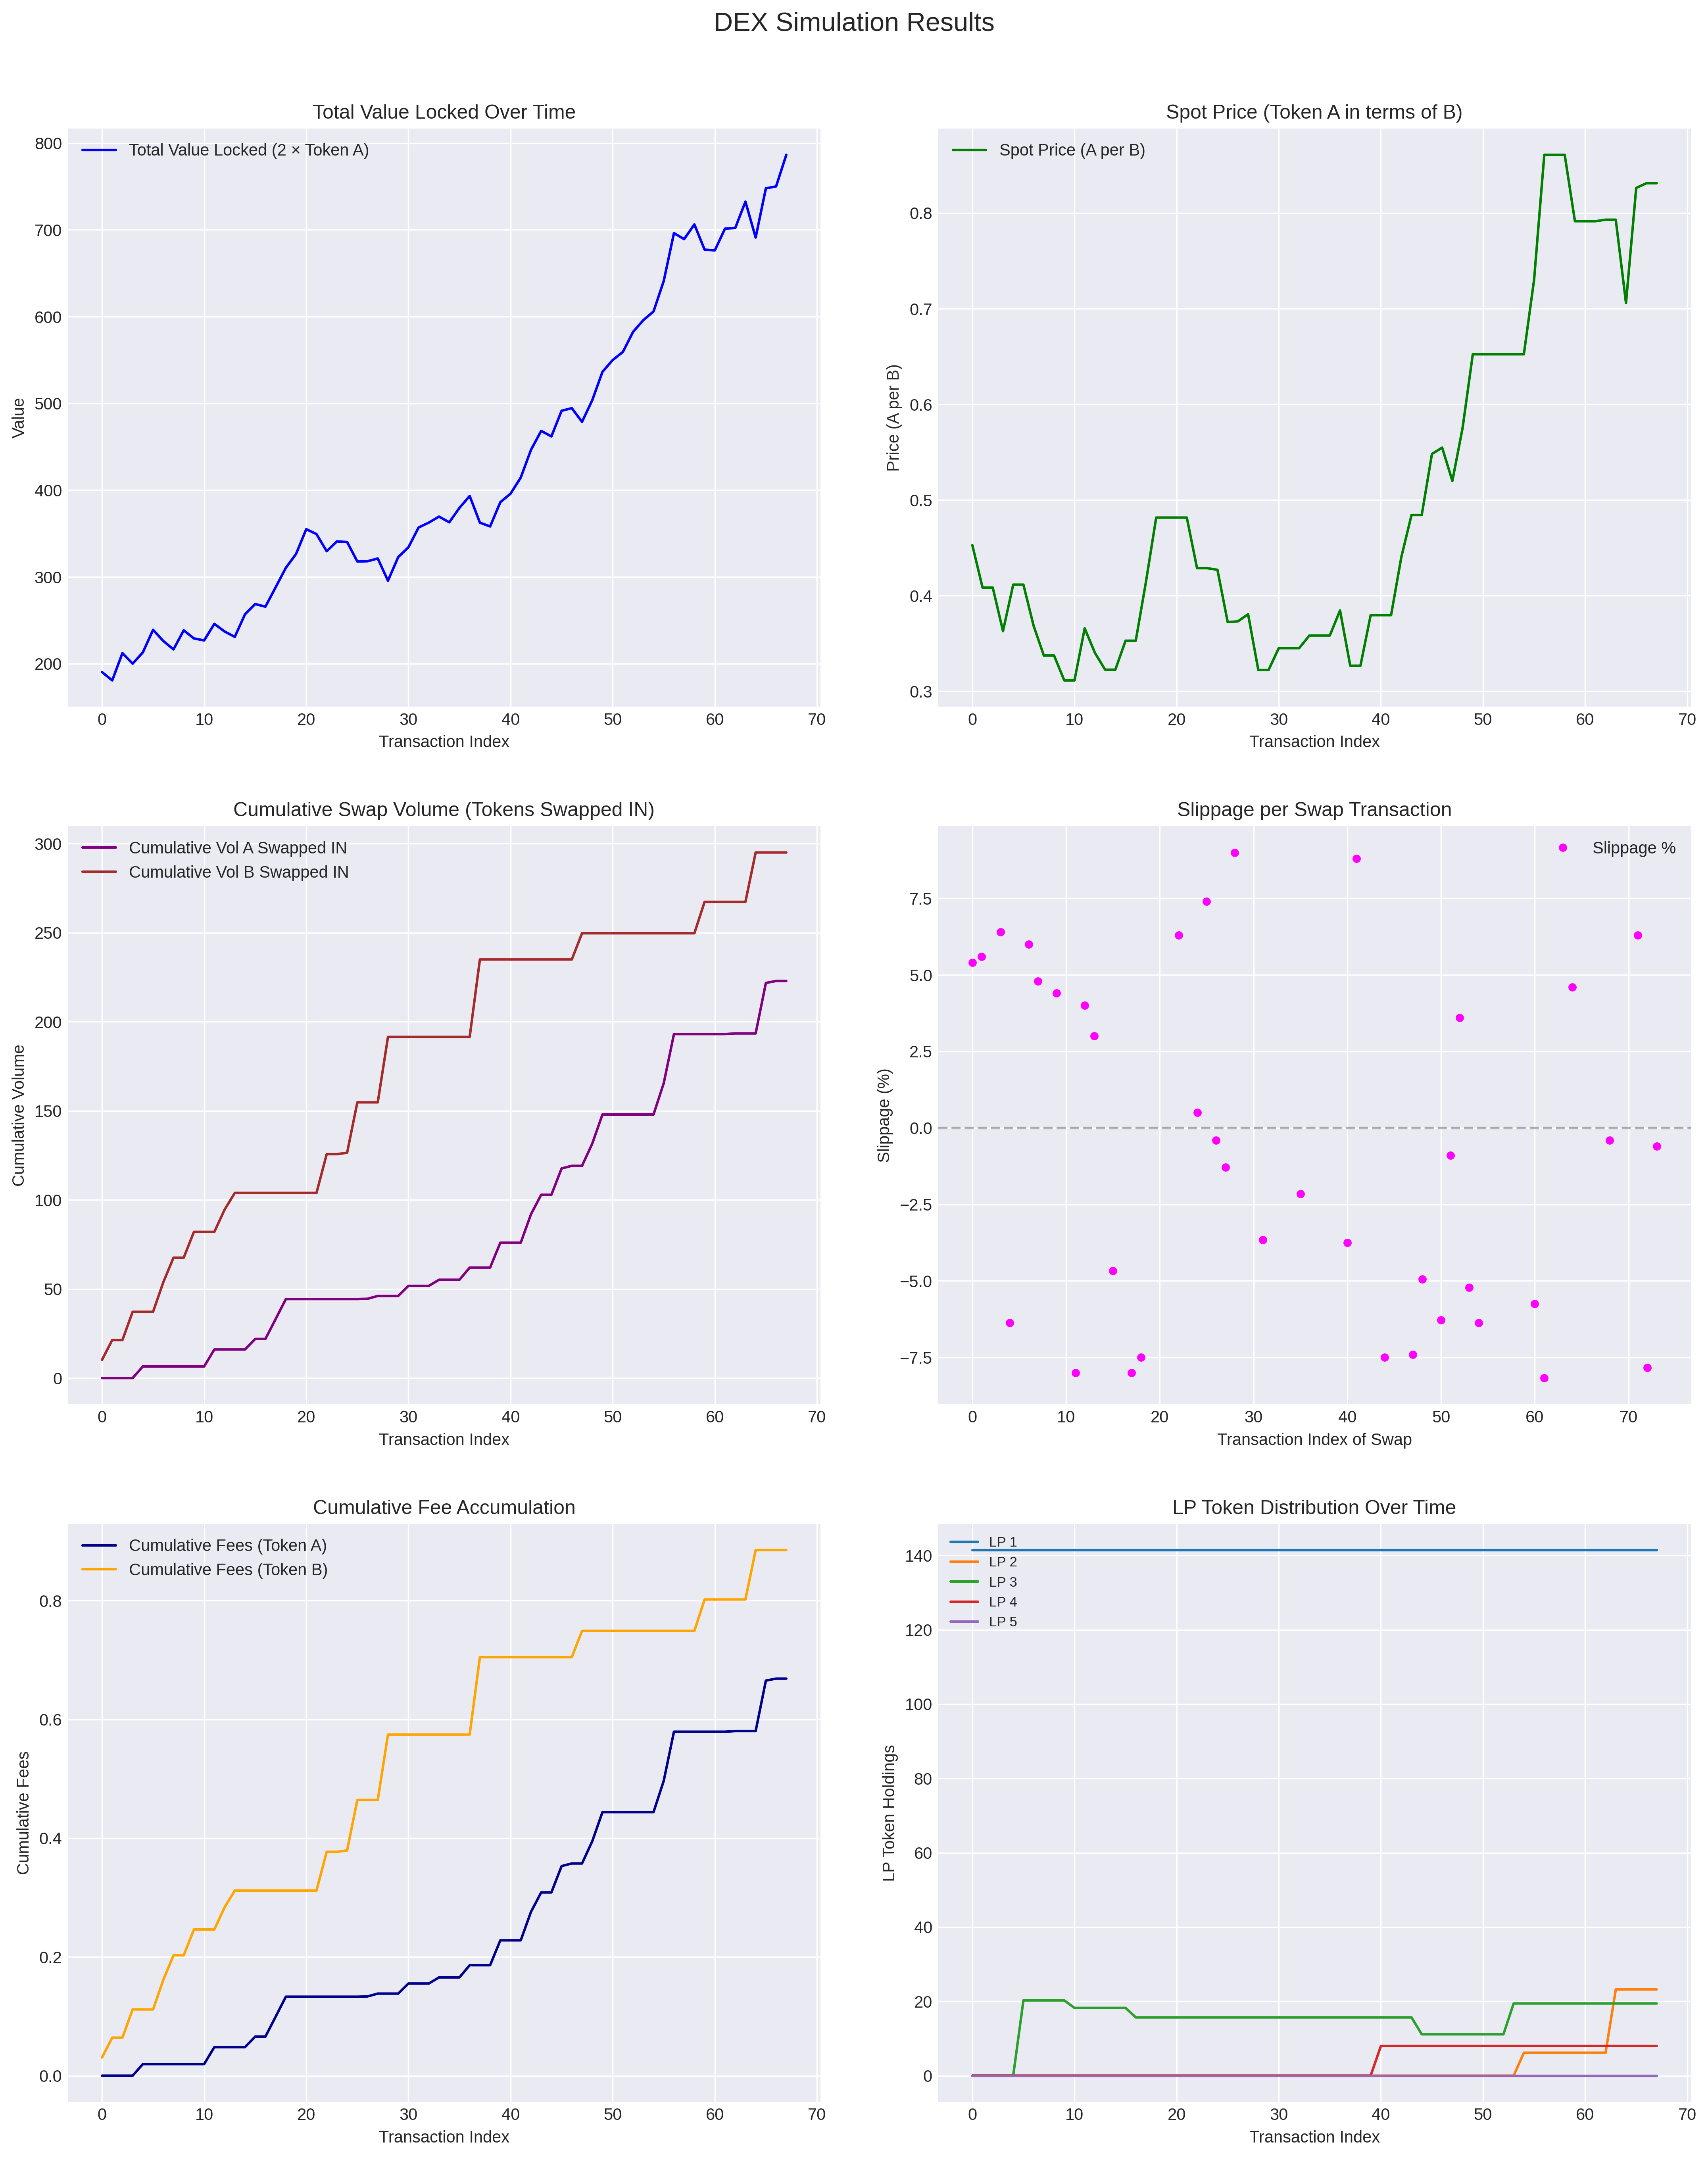 DEX Simulation Results
Total Value Locked Over Time
Total Value Locked (2 × Token A)
800
700
600
500
400
300
200
Value
0 10 20 30 40 50 60 70
Transaction Index
Spot Price (Token A in terms of B)
Spot Price (A per B)
0.8
0.7
0.6
0.5
0.4
0.3
Price (A per B)
0 10 20 30 40 50 60 70
Transaction Index
Cumulative Swap Volume (Tokens Swapped IN)
Cumulative Vol A Swapped IN
Cumulative Vol B Swapped IN
300
250
200
150
100
50
0
Cumulative Volume
0 10 20 30 40 50 60 70
Transaction Index
Slippage per Swap Transaction
Slippage %
7.5
5.0
2.5
0.0
−2.5
−5.0
−7.5
Slippage (%)
0 10 20 30 40 50 60 70
Transaction Index of Swap
Cumulative Fee Accumulation
Cumulative Fees (Token A)
Cumulative Fees (Token B)
0.8
0.6
0.4
0.2
0.0
Cumulative Fees
0 10 20 30 40 50 60 70
Transaction Index
LP Token Distribution Over Time
LP 1
LP 2
LP 3
LP 4
LP 5
140
120
100
80
60
40
20
0
LP Token Holdings
0 10 20 30 40 50 60 70
Transaction Index